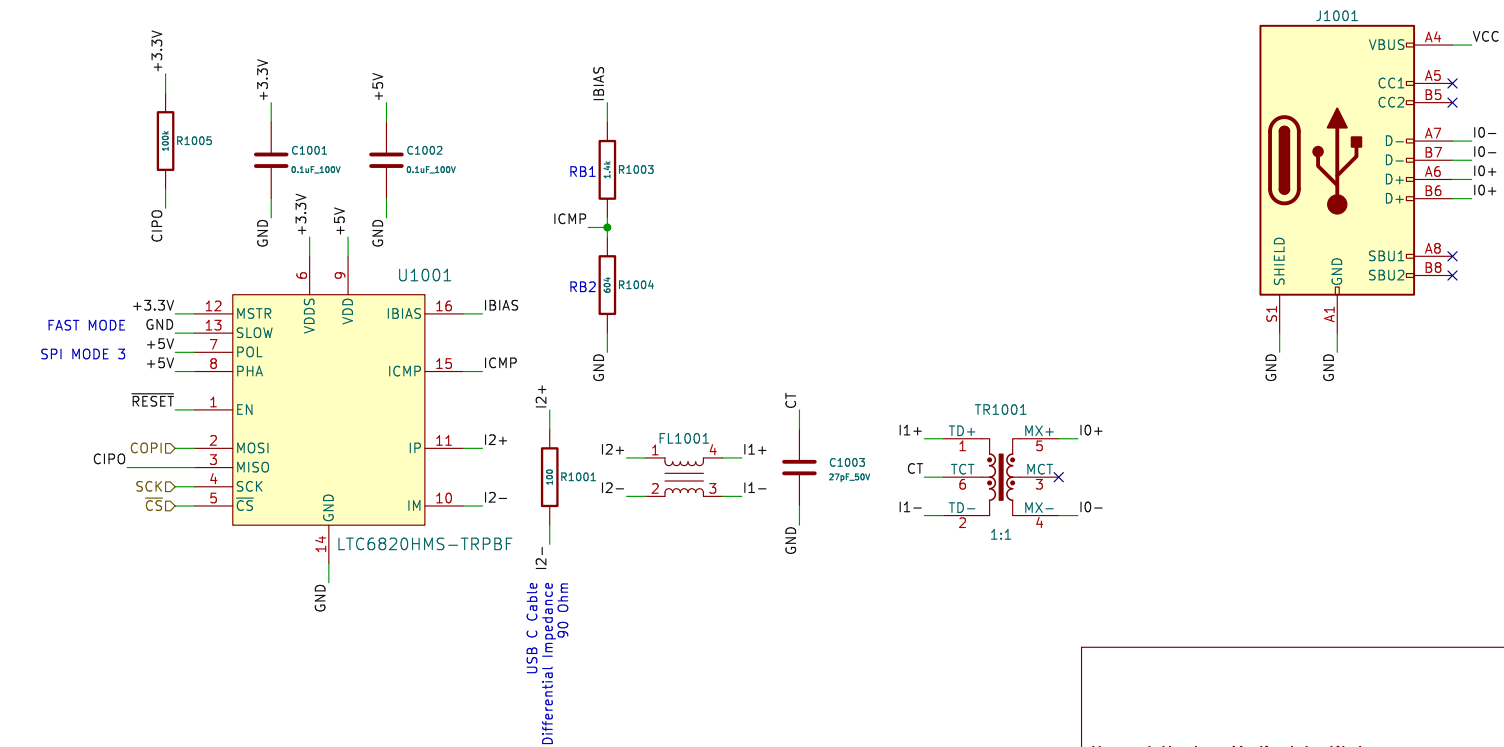 +3.3V
100k
R1005
CIPO
+3.3V
C1001
0.1uF_100V
GND
+5V
C1002
0.1uF_100V
GND
IBIAS
RB1
1.4k
R1003
ICMP
RB2
604
R1004
GND
J1001
VBUS
A4
VCC
CC1
A5
CC2
B5
D-
A7
I0-
D-
B7
I0-
D+
A6
I0+
D+
B6
I0+
SBU1
A8
SBU2
B8
SHIELD
GND
S1
A1
GND
GND
+3.3V
+5V
6
9
U1001
VDDS
VDD
+3.3V
12
MSTR
IBIAS
16
IBIAS
FAST MODE
GND
13
SLOW
SPI MODE 3
+5V
7
POL
+5V
8
PHA
ICMP
15
ICMP
RESET
1
EN
COPI
2
MOSI
IP
11
I2+
CIPO
3
MISO
SCK
4
SCK
CS
5
CS
IM
10
I2-
GND
14
LTC6820HMS-TRPBF
GND
I2+
100
R1001
I2-
USB C Cable
Differential Impedance
90 Ohm
FL1001
I2+
1
4
I1+
I2-
2
3
I1-
CT
C1003
27pF_50V
GND
TR1001
I1+
TD+
1
MX+
5
I0+
CT
TCT
6
MCT
3
I1-
TD-
2
MX-
4
I0-
1:1